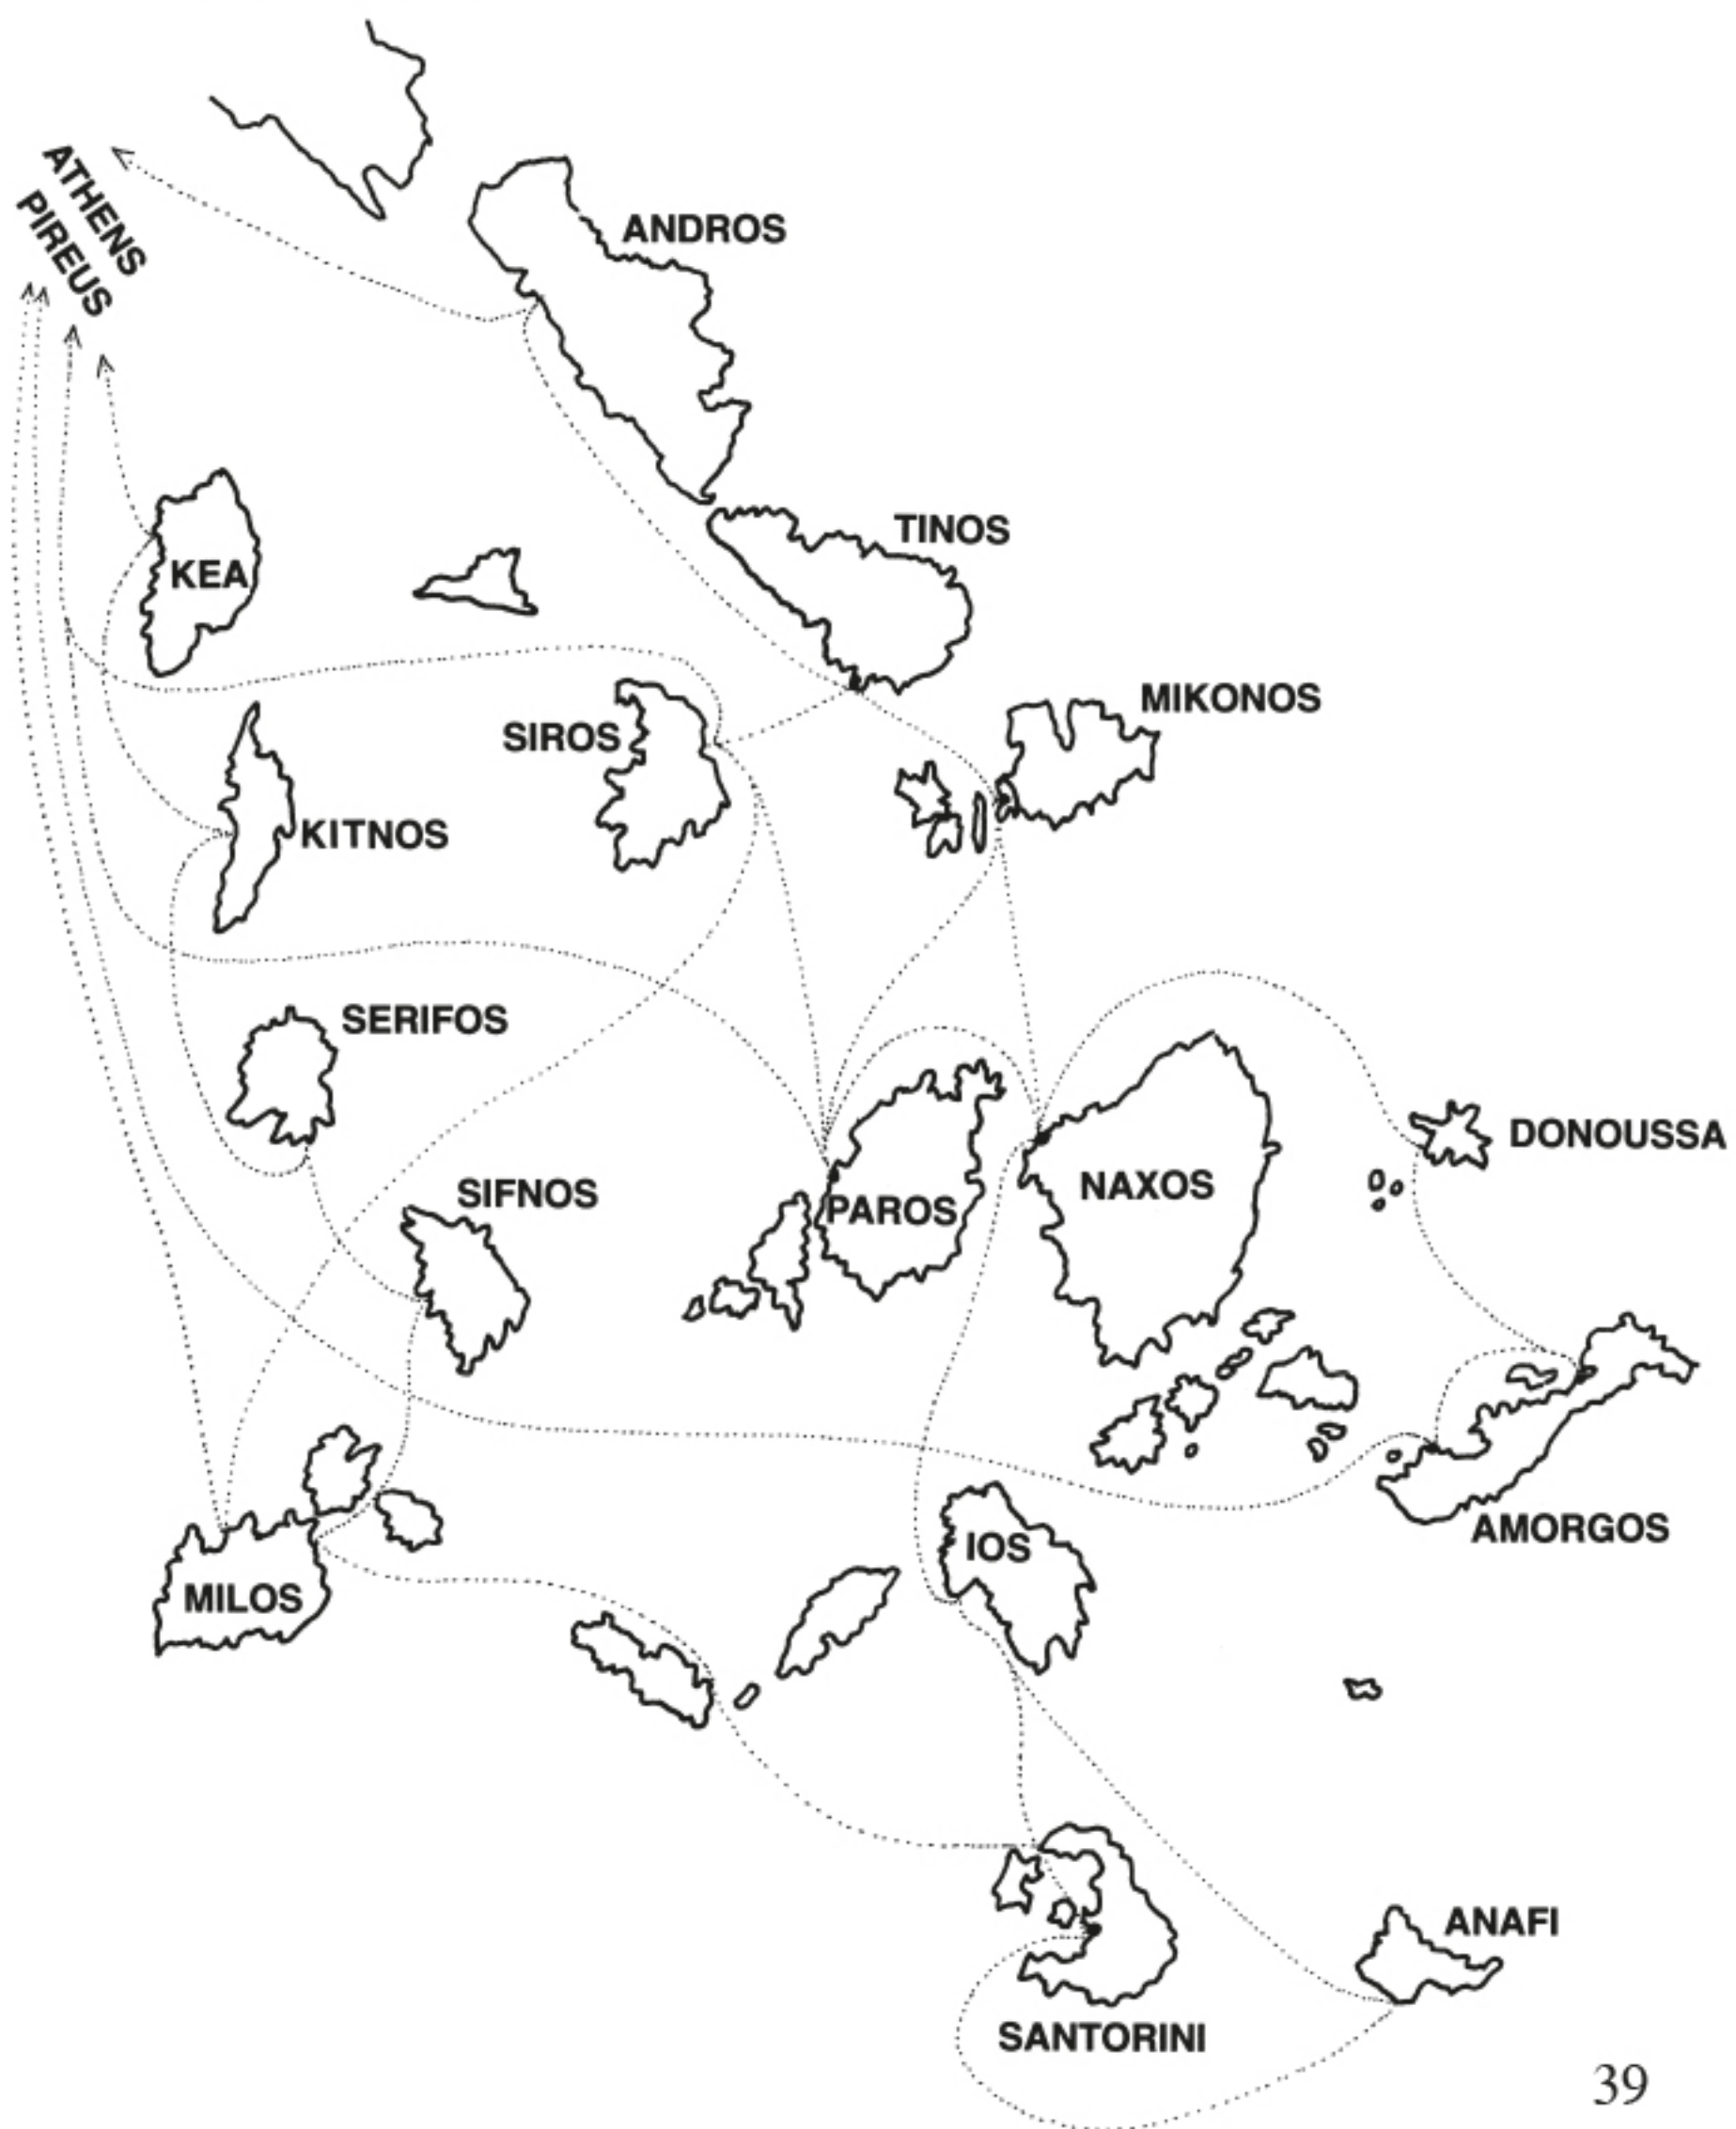 ATHENS
PIREUS
ANDROS
TINOS
KEA
MIKONOS
SIROS
KITNOS
SERIFOS
DONOUSSA
SIFNOS
NAXOS
PAROS
AMORGOS
IOS
MILOS
ANAFI
SANTORINI
39